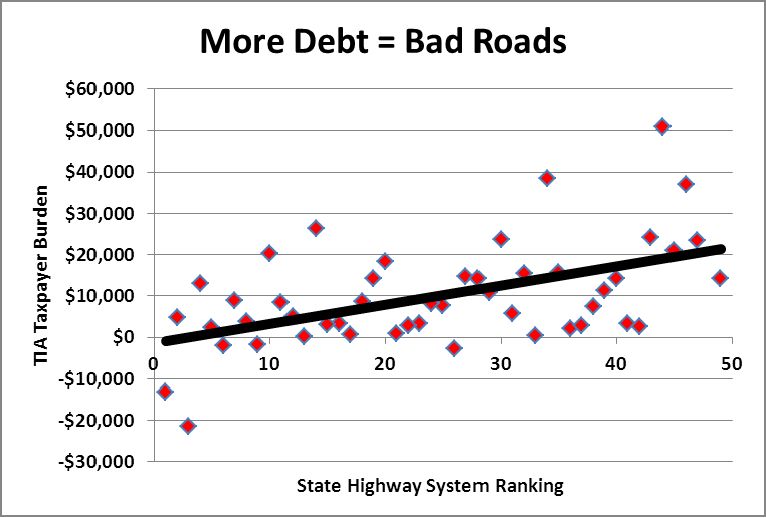 More Debt = Bad Roads
$60,000
$50,000
$40,000
$30,000
$20,000
$10,000
$0
-$10,000
-$20,000
-$30,000
TIA Taxpayer Burden
0 10 20 30 40 50
State Highway System Ranking